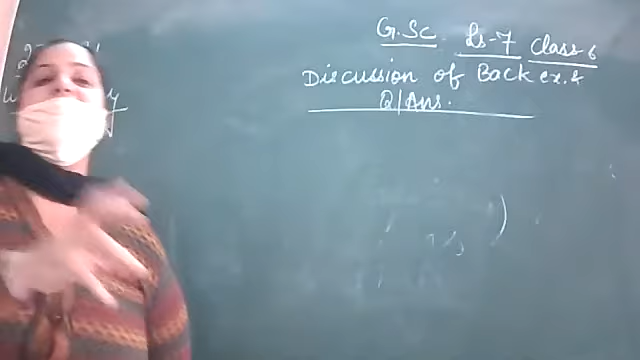 G.Sc Ls-7 Class-6
Discussion of Back ex. &
Q/Ans.